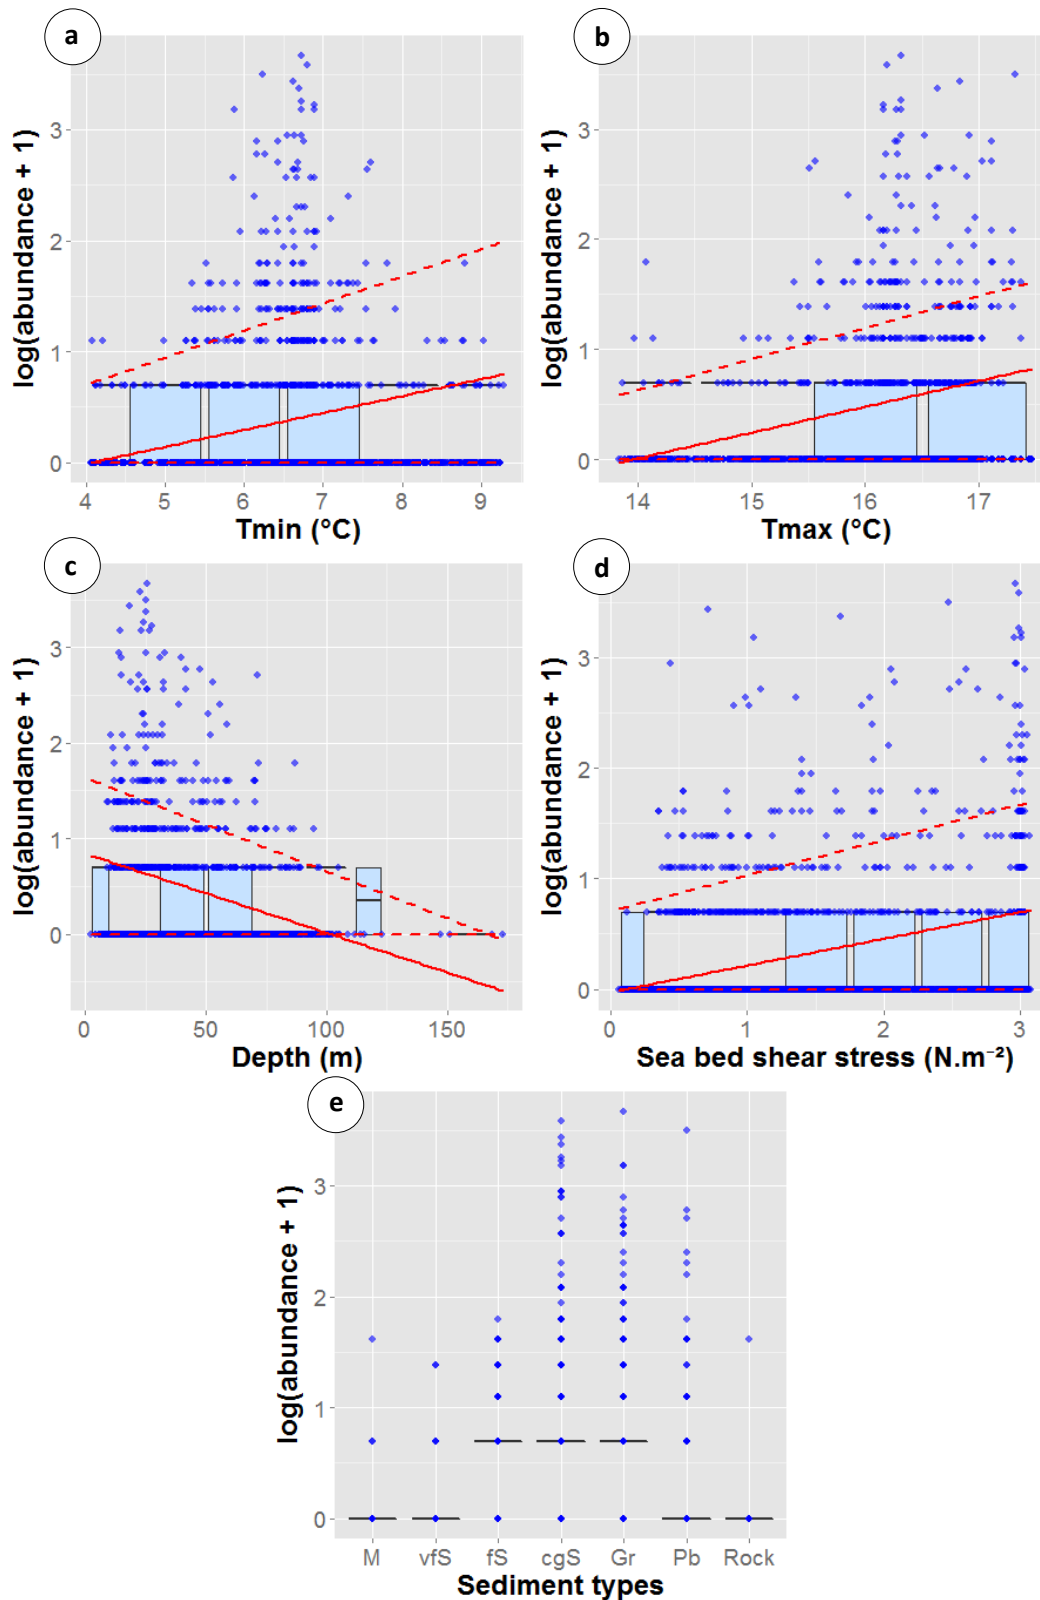 a
b
log(abundance + 1)
3
2
1
0
4 5 6 7 8 9
Tmin (°C)
log(abundance + 1)
3
2
1
0
14 15 16 17
Tmax (°C)
c
d
log(abundance + 1)
3
2
1
0
0 50 100 150
Depth (m)
log(abundance + 1)
3
2
1
0
0 1 2 3
Sea bed shear stress (N.m⁻²)
e
log(abundance + 1)
3
2
1
0
M vfS fS cgS Gr Pb Rock
Sediment types